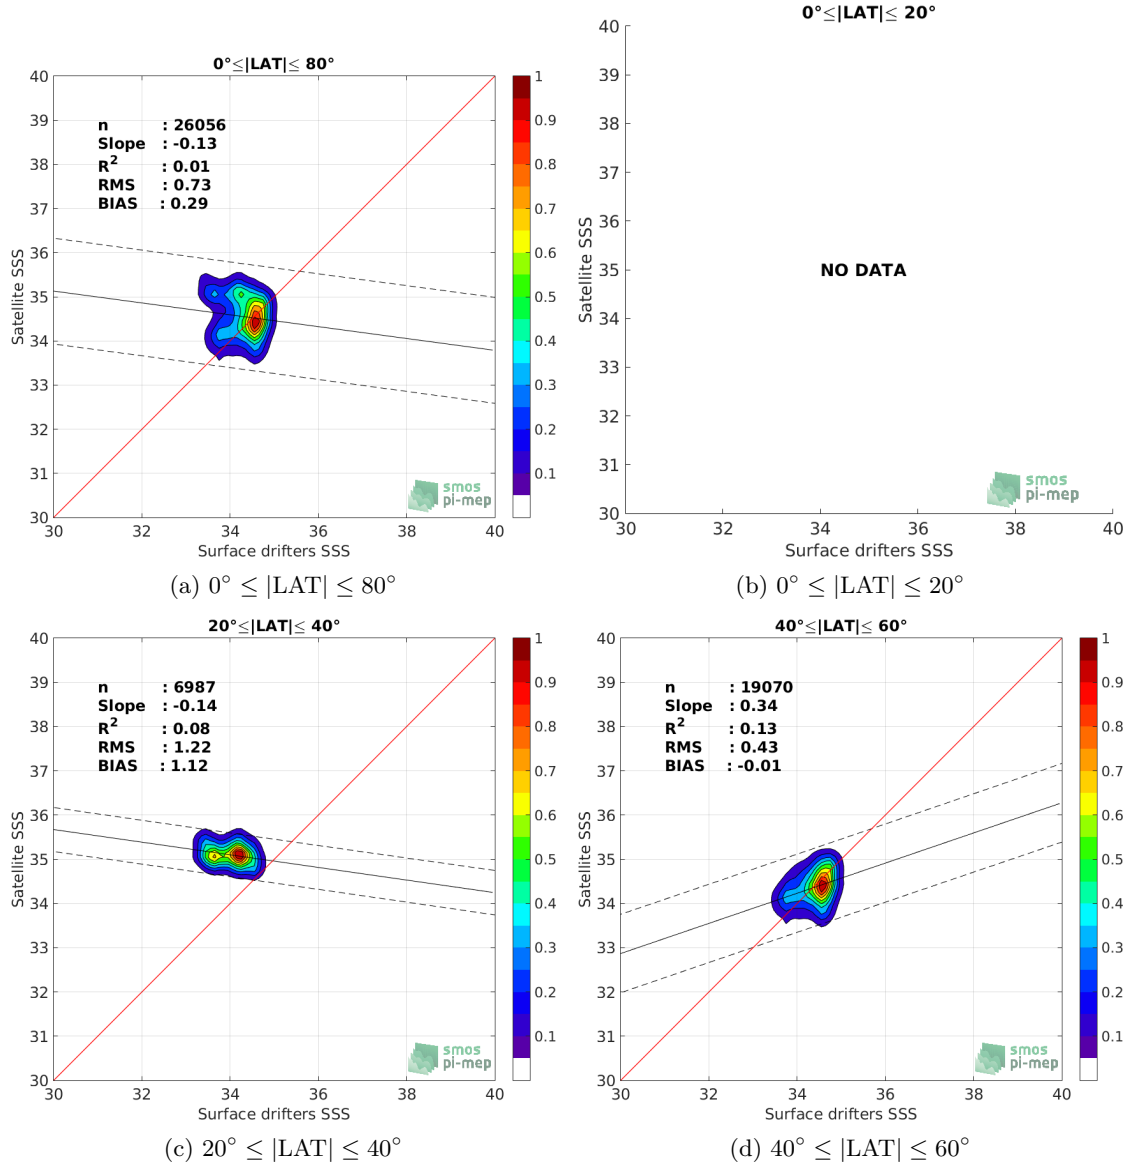 0°≤|LAT|≤ 80°
n : 26056
Slope : -0.13
R² : 0.01
RMS : 0.73
BIAS : 0.29
40
39
38
37
36
35
34
33
32
31
30
Satellite SSS
30 32 34 36 38 40
Surface drifters SSS
1
0.9
0.8
0.7
0.6
0.5
0.4
0.3
0.2
0.1
smos
pi-mep
(a) 0° ≤ |LAT| ≤ 80°
0°≤|LAT|≤ 20°
40
39
38
37
36
35
34
33
32
31
30
Satellite SSS
NO DATA
30 32 34 36 38 40
Surface drifters SSS
smos
pi-mep
(b) 0° ≤ |LAT| ≤ 20°
20°≤|LAT|≤ 40°
n : 6987
Slope : -0.14
R² : 0.08
RMS : 1.22
BIAS : 1.12
40
39
38
37
36
35
34
33
32
31
30
Satellite SSS
30 32 34 36 38 40
Surface drifters SSS
1
0.9
0.8
0.7
0.6
0.5
0.4
0.3
0.2
0.1
smos
pi-mep
(c) 20° ≤ |LAT| ≤ 40°
40°≤|LAT|≤ 60°
n : 19070
Slope : 0.34
R² : 0.13
RMS : 0.43
BIAS : -0.01
40
39
38
37
36
35
34
33
32
31
30
Satellite SSS
30 32 34 36 38 40
Surface drifters SSS
1
0.9
0.8
0.7
0.6
0.5
0.4
0.3
0.2
0.1
smos
pi-mep
(d) 40° ≤ |LAT| ≤ 60°